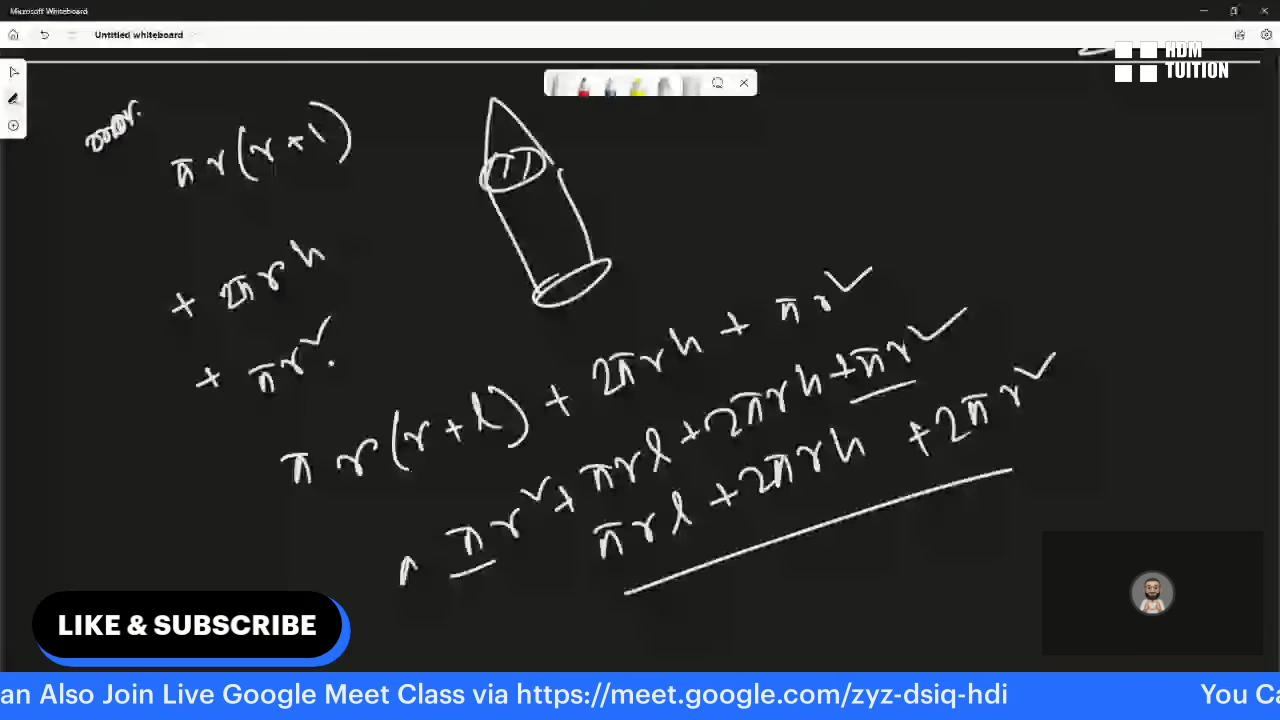 Microsoft Whiteboard
Untitled whiteboard
HDM
TUITION
πr(r+l)
+ 2πrh
+ πr².
πr(r+l) + 2πrh + πr²
πr² + πrl + 2πrh + πr²
πrl + 2πrh + 2πr²
LIKE & SUBSCRIBE
an Also Join Live Google Meet Class via https://meet.google.com/zyz-dsiq-hdi You Ca